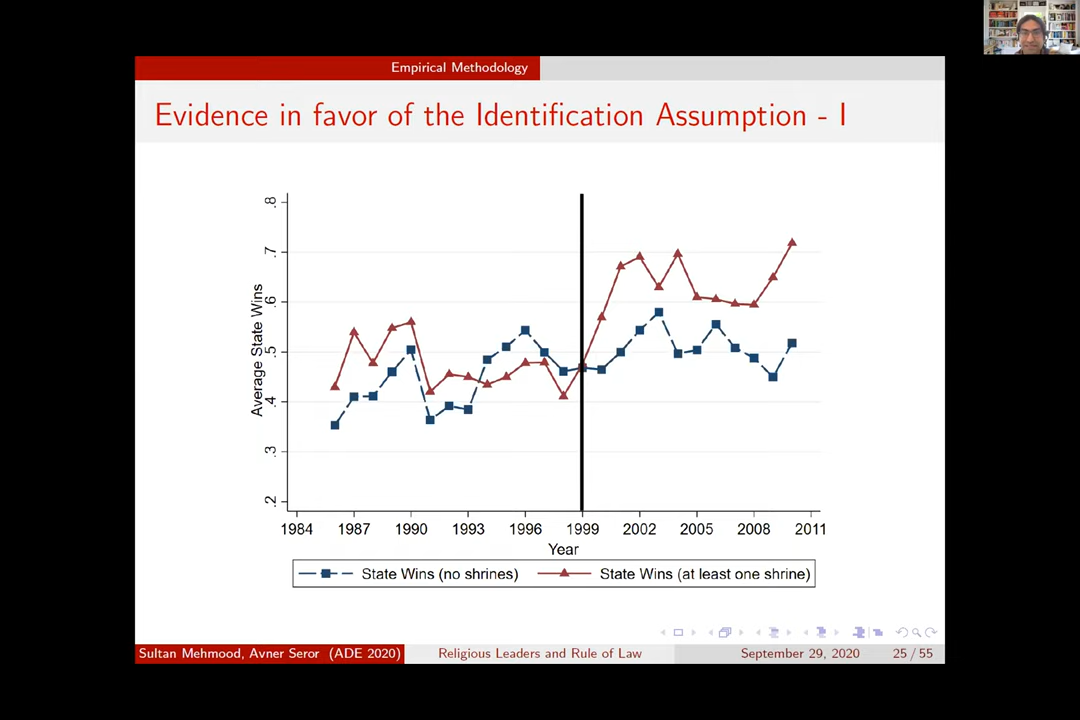 Empirical Methodology
Evidence in favor of the Identification Assumption - I
Average State Wins
.8
.7
.6
.5
.4
.3
.2
1984 1987 1990 1993 1996 1999 2002 2005 2008 2011
Year
State Wins (no shrines) State Wins (at least one shrine)
Sultan Mehmood, Avner Seror (ADE 2020) Religious Leaders and Rule of Law September 29, 2020 25 / 55